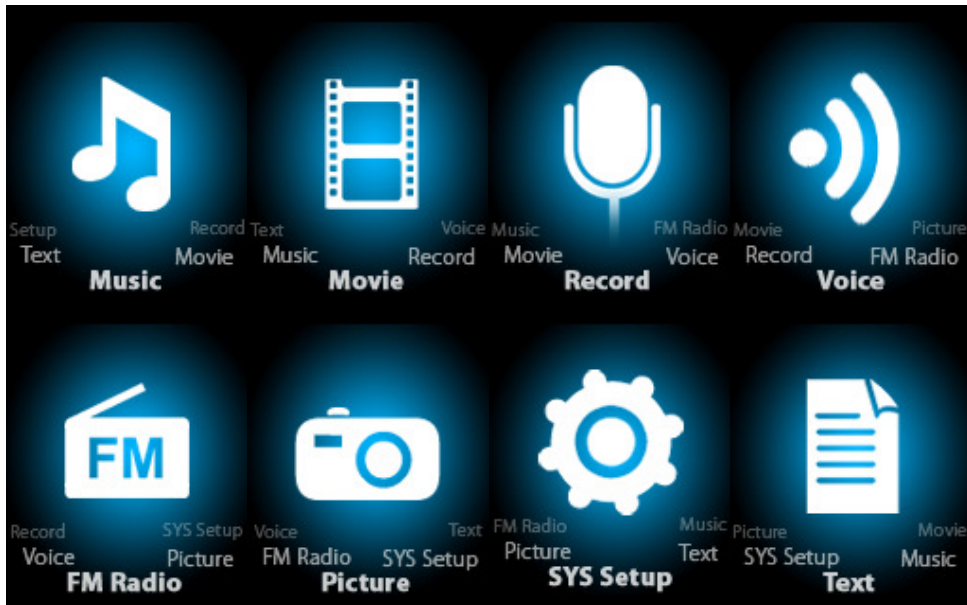 Setup Record Text Voice Music FM Radio Movie Picture
Text Movie Music Record Movie Voice Record FM Radio
Music Movie Record Voice
FM
Record SYS Setup Voice Text FM Radio Music Picture Movie
Voice Picture FM Radio SYS Setup Picture Text SYS Setup Music
FM Radio Picture SYS Setup Text